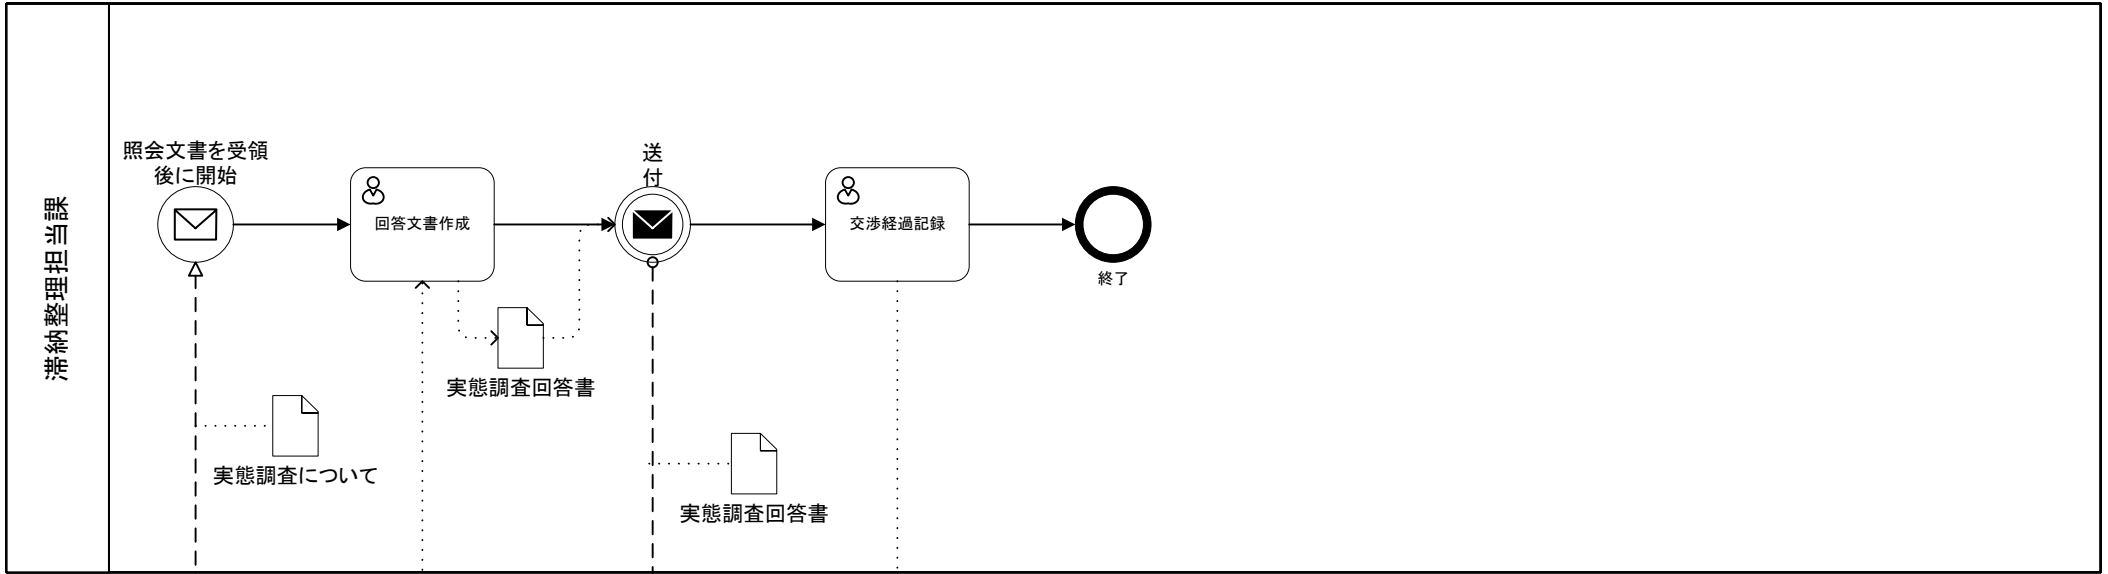 滞納整理担当課
照会文書を受領
後に開始
回答文書作成
送
付
交渉経過記録
終了
実態調査回答書
実態調査について
実態調査回答書